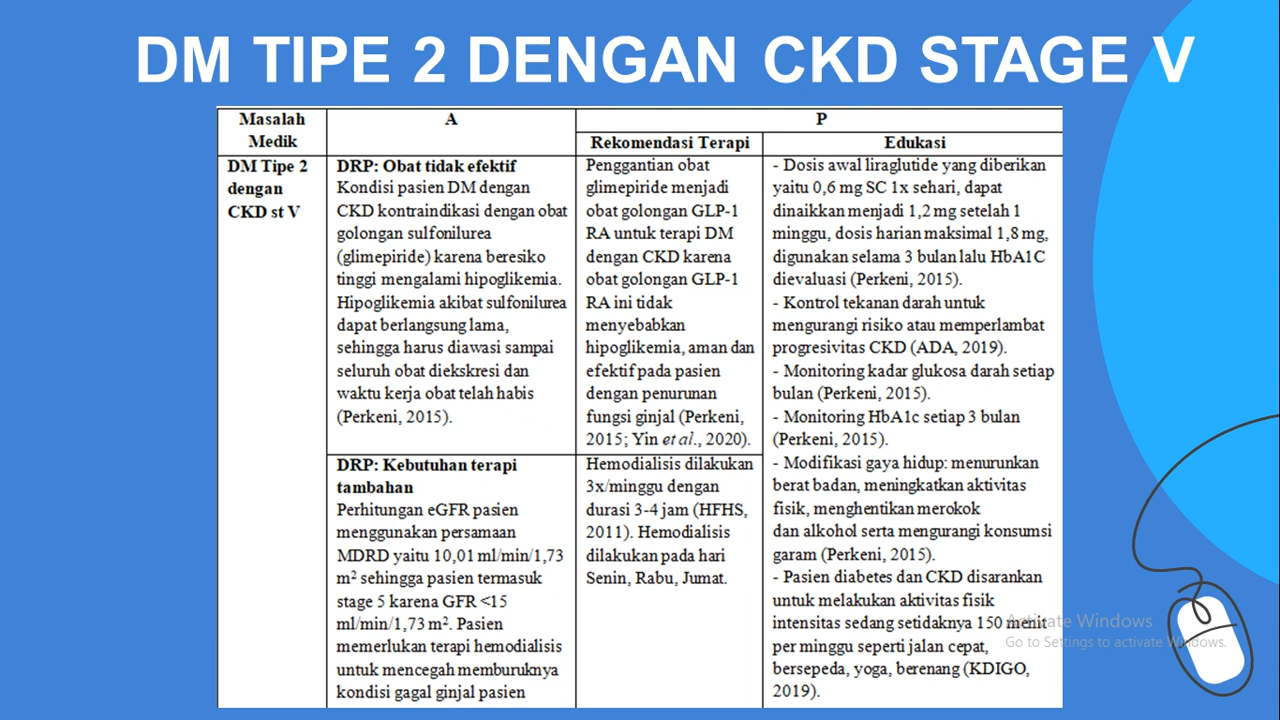 DM TIPE 2 DENGAN CKD STAGE V
Masalah
Medik
A
P
Rekomendasi Terapi
Edukasi
DM Tipe 2
dengan
CKD st V
DRP: Obat tidak efektif
Kondisi pasien DM dengan
CKD kontraindikasi dengan obat
golongan sulfonilurea
(glimepiride) karena beresiko
tinggi mengalami hipoglikemia.
Hipoglikemia akibat sulfonilurea
dapat berlangsung lama,
sehingga harus diawasi sampai
seluruh obat diekskresi dan
waktu kerja obat telah habis
(Perkeni, 2015).
Penggantian obat
glimepiride menjadi
obat golongan GLP-1
RA untuk terapi DM
dengan CKD karena
obat golongan GLP-1
RA ini tidak
menyebabkan
hipoglikemia, aman dan
efektif pada pasien
dengan penurunan
fungsi ginjal (Perkeni,
2015; Yin et al., 2020).
- Dosis awal liraglutide yang diberikan
yaitu 0,6 mg SC 1x sehari, dapat
dinaikkan menjadi 1,2 mg setelah 1
minggu, dosis harian maksimal 1,8 mg,
digunakan selama 3 bulan lalu HbA1C
dievaluasi (Perkeni, 2015).
- Kontrol tekanan darah untuk
mengurangi risiko atau memperlambat
progresivitas CKD (ADA, 2019).
- Monitoring kadar glukosa darah setiap
bulan (Perkeni, 2015).
- Monitoring HbA1c setiap 3 bulan
(Perkeni, 2015).
- Modifikasi gaya hidup: menurunkan
berat badan, meningkatkan aktivitas
fisik, menghentikan merokok
dan alkohol serta mengurangi konsumsi
garam (Perkeni, 2015).
- Pasien diabetes dan CKD disarankan
untuk melakukan aktivitas fisik
intensitas sedang setidaknya 150 menit
per minggu seperti jalan cepat,
bersepeda, yoga, berenang (KDIGO,
2019).
DRP: Kebutuhan terapi
tambahan
Perhitungan eGFR pasien
menggunakan persamaan
MDRD yaitu 10,01 ml/min/1,73
m² sehingga pasien termasuk
stage 5 karena GFR <15
ml/min/1,73 m². Pasien
memerlukan terapi hemodialisis
untuk mencegah memburuknya
kondisi gagal ginjal pasien
Hemodialisis dilakukan
3x/minggu dengan
durasi 3-4 jam (HFHS,
2011). Hemodialisis
dilakukan pada hari
Senin, Rabu, Jumat.
Activate Windows
Go to Settings to activate Windows.